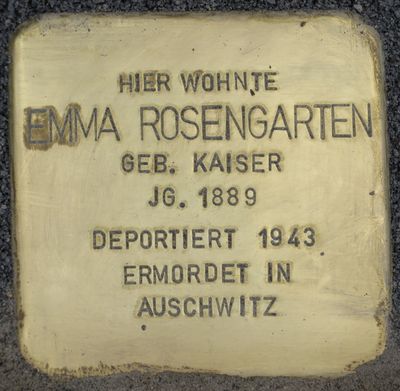 HIER WOHNTE
EMMA ROSENGARTEN
GEB. KAISER
JG. 1889
DEPORTIERT 1943
ERMORDET IN
AUSCHWITZ